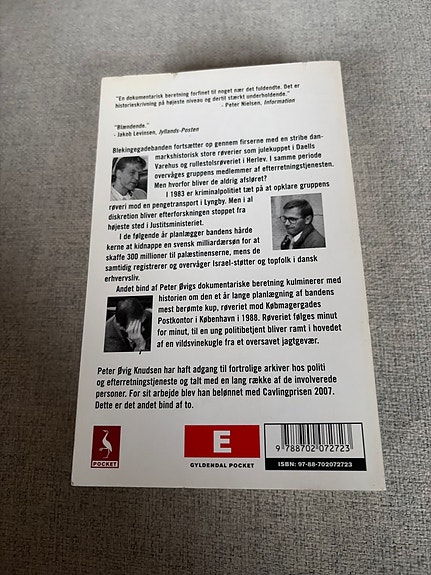 "En dokumentarisk beretning forfinet til noget nær det fuldendte. Det er
historieskrivning på højeste niveau og dertil stærkt underholdende."
- Peter Nielsen, Information
"Blændende."
- Jakob Levinsen, Jyllands-Posten
Blekingegadebanden fortsætter op gennem firserne med en stribe dan-
markshistorisk store røverier som julekuppet i Daells
Varehus og rullestolsrøveriet i Herlev. I samme periode
overvåges gruppens medlemmer af efterretningstjenesten.
Men hvorfor bliver de aldrig afsløret?
I 1983 er kriminalpolitiet tæt på at opklare gruppens
røveri mod en pengetransport i Lyngby. Men i al
diskretion bliver efterforskningen stoppet fra
højeste sted i Justitsministeriet.
I de følgende år planlægger bandens hårde
kerne at kidnappe en svensk milliardærsøn for at
skaffe 300 millioner til palæstinenserne, mens de
samtidig registrerer og overvåger Israel-støtter og topfolk i dansk
erhvervsliv.
Andet bind af Peter Øvigs dokumentariske beretning kulminerer med
historien om den et år lange planlægning af bandens
mest berømte kup, røveriet mod Købmagergades
Postkontor i København i 1988. Røveriet følges minut
for minut, til en ung politibetjent bliver ramt i hovedet
af en vildsvinekugle fra et oversavet jagtgevær.
Peter Øvig Knudsen har haft adgang til fortrolige arkiver hos politi
og efterretningstjeneste og talt med en lang række af de involverede
personer. For sit arbejde blev han belønnet med Cavlingprisen 2007.
Dette er det andet bind af to.
POCKET
E
GYLDENDAL POCKET
9 788702 072723
ISBN: 97-88-702072723